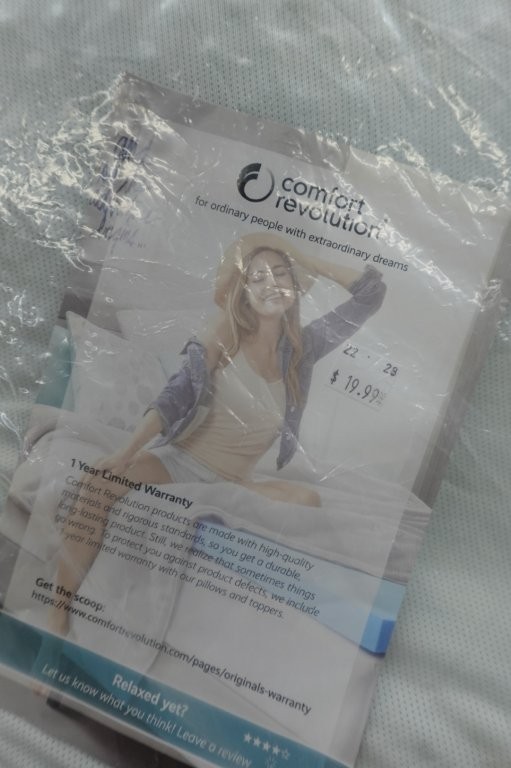 comfort
revolution
for ordinary people with extraordinary dreams
22 · 28
$ 19.99
1 Year Limited Warranty
Comfort Revolution products are made with high-quality
materials and rigorous standards, so you get a durable,
long-lasting product. Still, we realize that sometimes things
go wrong. To protect you against product defects, we include
1 year limited warranty with our pillows and toppers.
Get the scoop:
https://www.comfortrevolution.com/pages/originals-warranty
Relaxed yet?
Let us know what you think! Leave a review